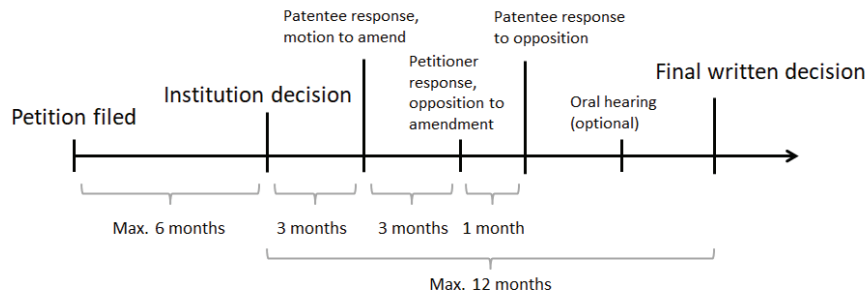 Patentee response,
motion to amend
Patentee response
to opposition
Petitioner
response,
opposition to
amendment
Final written decision
Institution decision
Oral hearing
(optional)
Petition filed
Max. 6 months
3 months
3 months
1 month
Max. 12 months